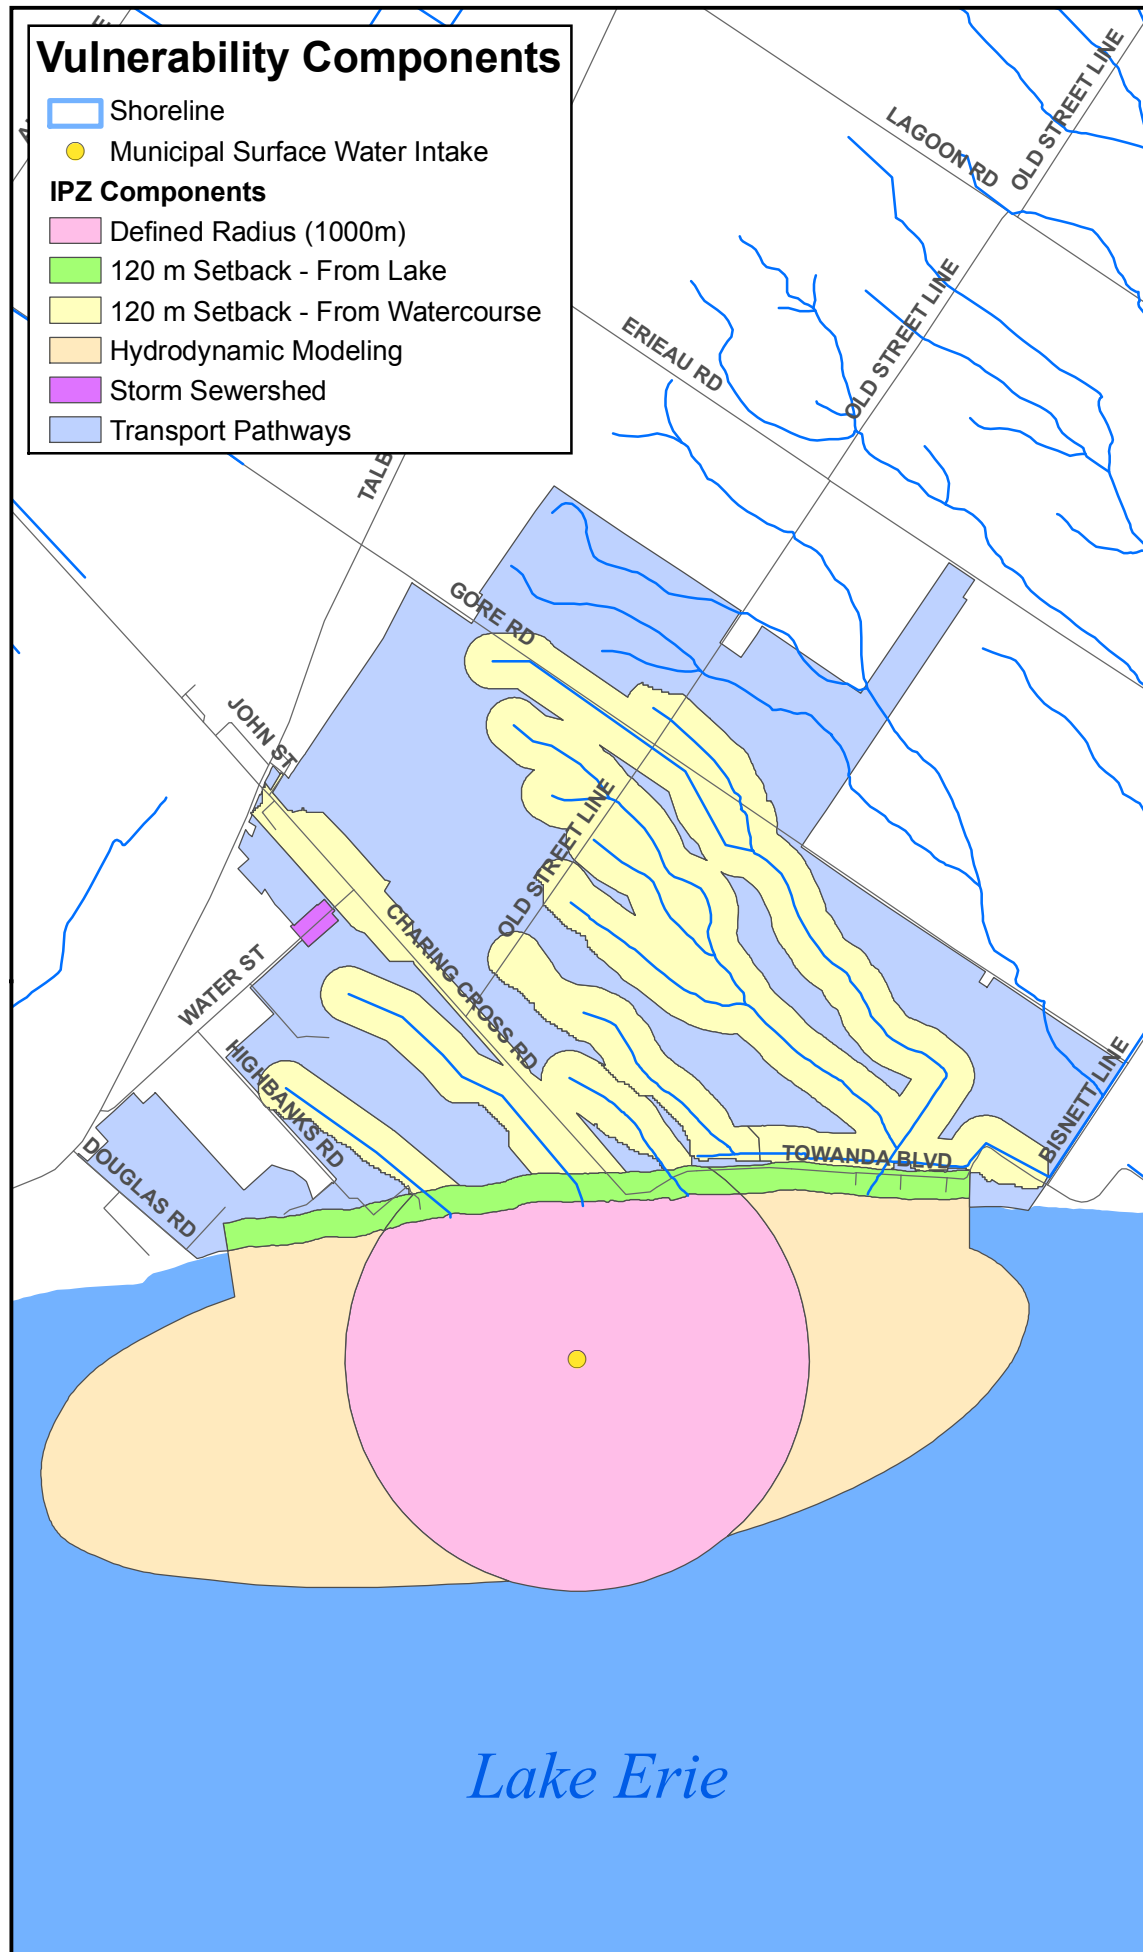 Vulnerability Components
Shoreline
Municipal Surface Water Intake
IPZ Components
Defined Radius (1000m)
120 m Setback - From Lake
120 m Setback - From Watercourse
Hydrodynamic Modeling
Storm Sewershed
Transport Pathways
LAGOON RD
OLD STREET LINE
OLD STREET LINE
ERIEAU RD
TALB
GORE RD
JOHN ST
OLD STREET LINE
CHARING CROSS RD
WATER ST
HIGHBANKS RD
DOUGLAS RD
TOWANDA BLVD
BISNETT LINE
Lake Erie